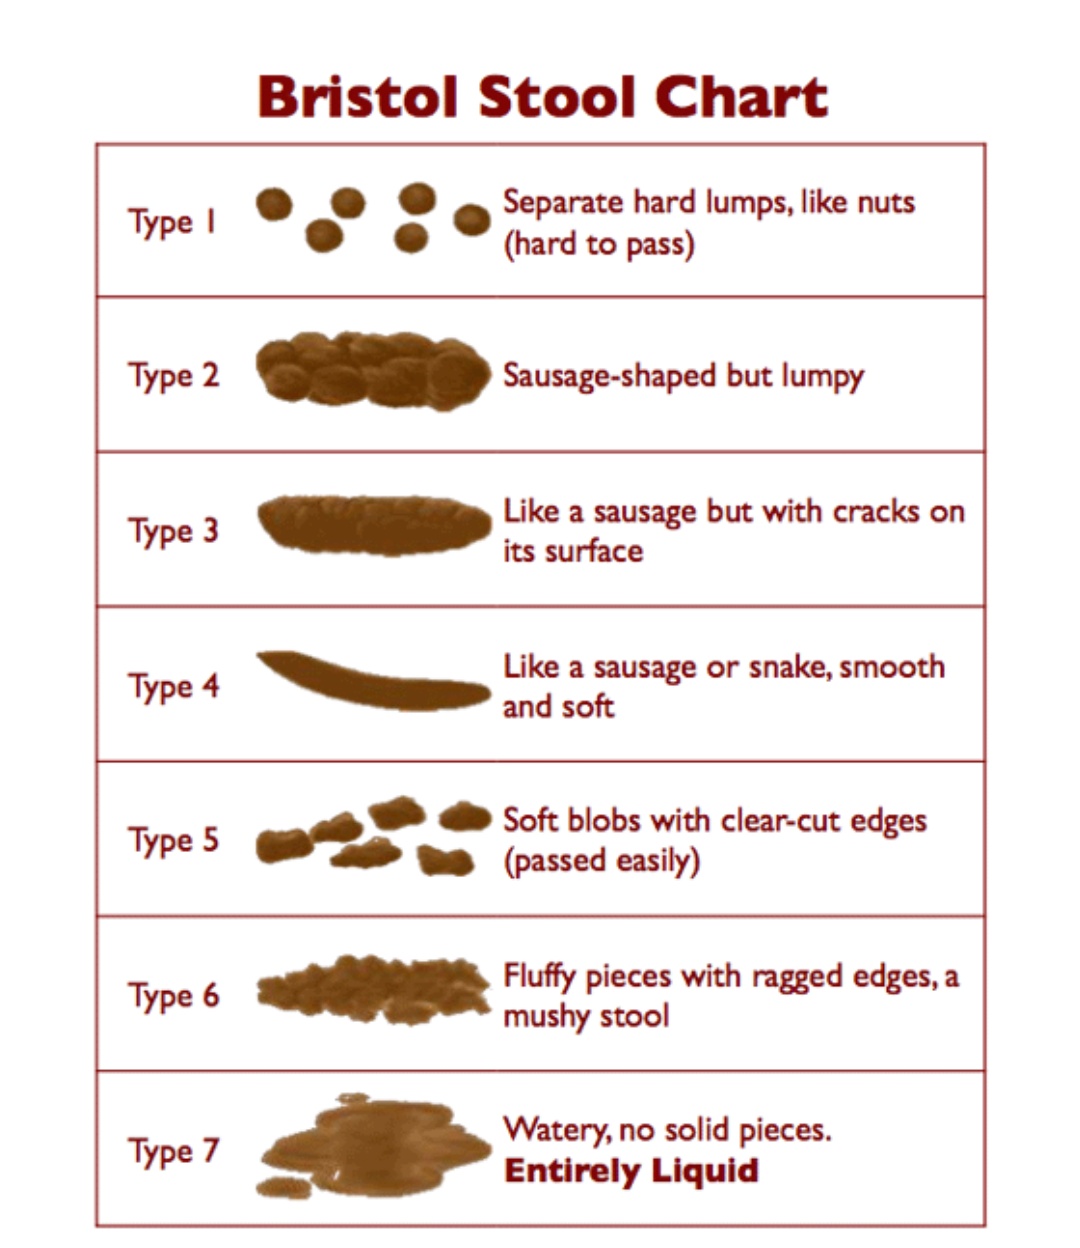 Bristol Stool Chart
Type 1
Separate hard lumps, like nuts
(hard to pass)
Type 2
Sausage-shaped but lumpy
Type 3
Like a sausage but with cracks on
its surface
Type 4
Like a sausage or snake, smooth
and soft
Type 5
Soft blobs with clear-cut edges
(passed easily)
Type 6
Fluffy pieces with ragged edges, a
mushy stool
Type 7
Watery, no solid pieces.
Entirely Liquid